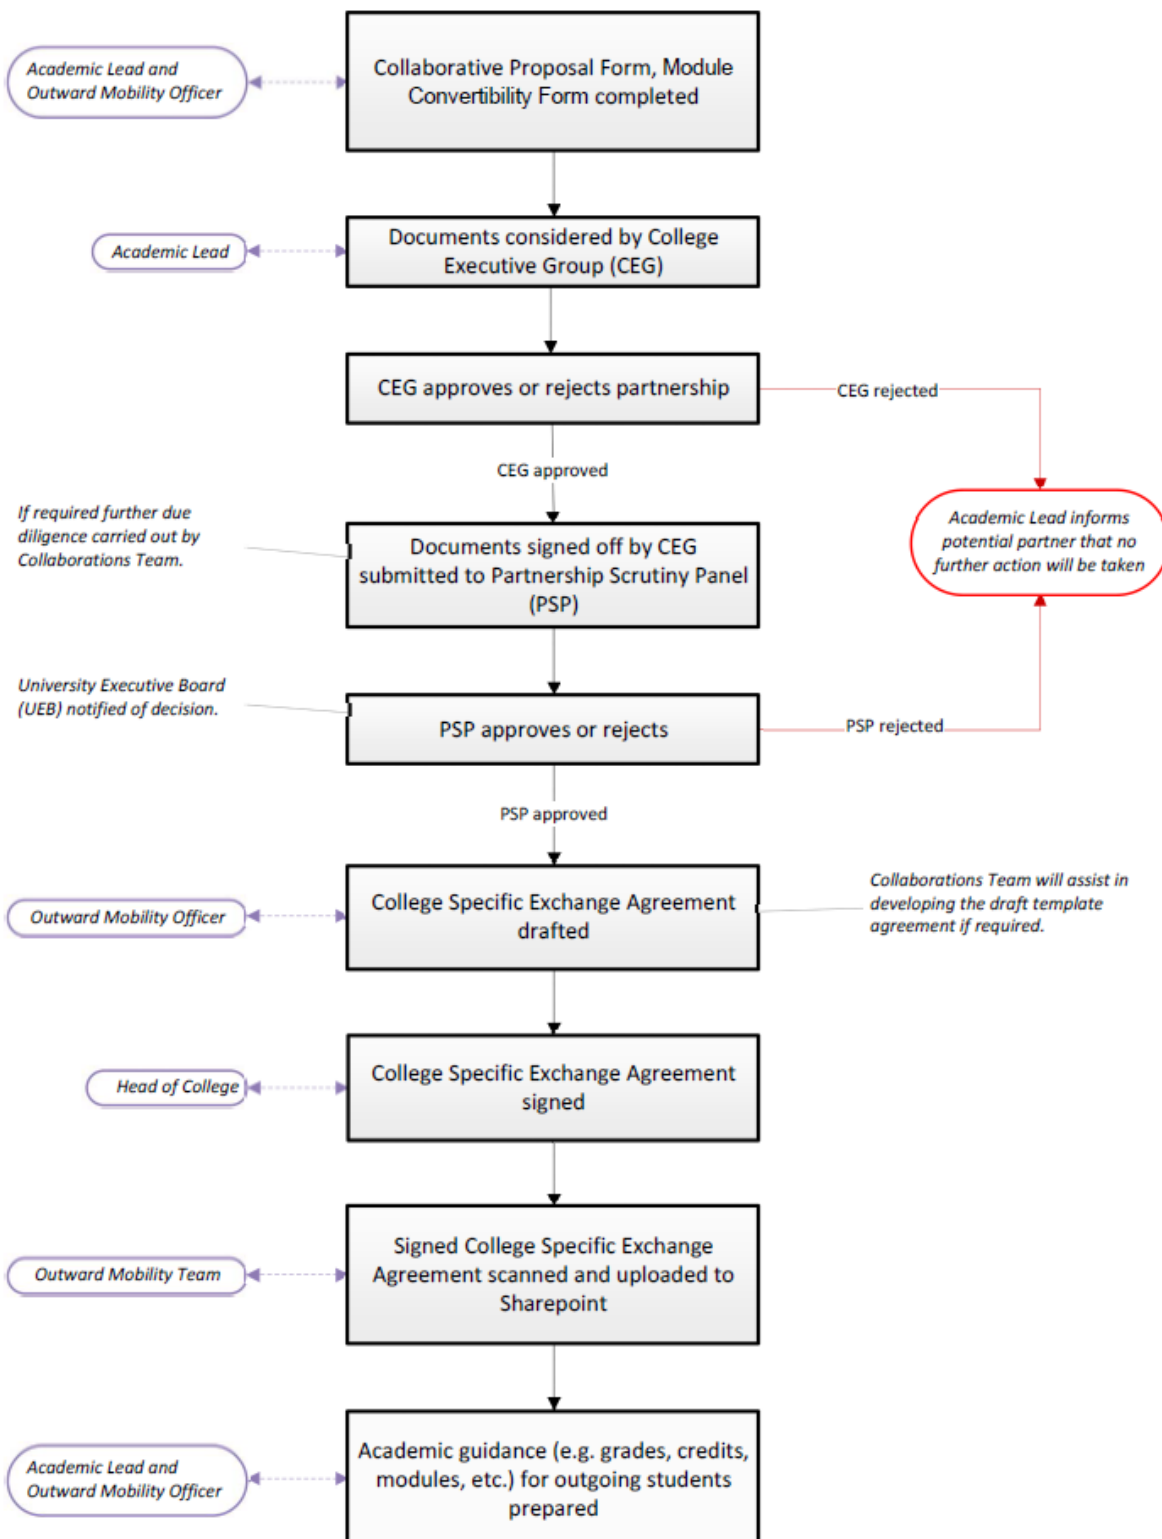 Academic Lead and
Outward Mobility Officer
Collaborative Proposal Form, Module
Convertibility Form completed
Academic Lead
Documents considered by College
Executive Group (CEG)
CEG approves or rejects partnership
CEG rejected
CEG approved
Academic Lead informs
potential partner that no
further action will be taken
If required further due
diligence carried out by
Collaborations Team.
Documents signed off by CEG
submitted to Partnership Scrutiny Panel
(PSP)
University Executive Board
(UEB) notified of decision.
PSP approves or rejects
PSP rejected
PSP approved
Outward Mobility Officer
College Specific Exchange Agreement
drafted
Collaborations Team will assist in
developing the draft template
agreement if required.
Head of College
College Specific Exchange Agreement
signed
Outward Mobility Team
Signed College Specific Exchange
Agreement scanned and uploaded to
Sharepoint
Academic Lead and
Outward Mobility Officer
Academic guidance (e.g. grades, credits,
modules, etc.) for outgoing students
prepared